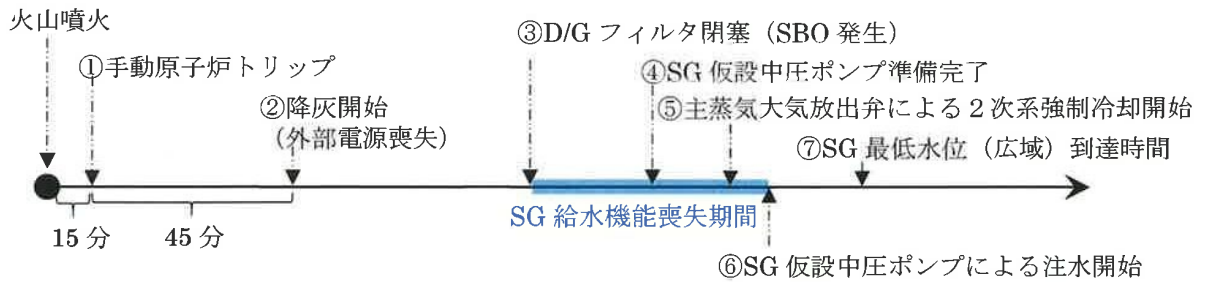 火山噴火
①手動原子炉トリップ
②降灰開始
(外部電源喪失)
③D/G フィルタ閉塞（SBO 発生）
④SG 仮設中圧ポンプ準備完了
⑤主蒸気大気放出弁による２次系強制冷却開始
⑦SG 最低水位（広域）到達時間
15 分
45 分
SG 給水機能喪失期間
⑥SG 仮設中圧ポンプによる注水開始